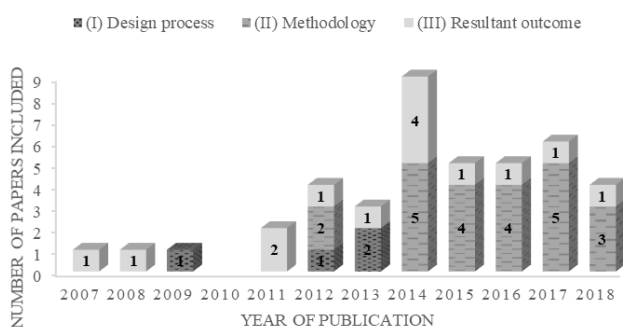 (I) Design process (II) Methodology (III) Resultant outcome
NUMBER OF PAPERS INCLUDED
9
8
7
6
5
4
3
2
1
0
1 1 1 2 1 2 1 2 1 5 4 4 1 4 1 5 1 3 1
2007 2008 2009 2010 2011 2012 2013 2014 2015 2016 2017 2018
YEAR OF PUBLICATION